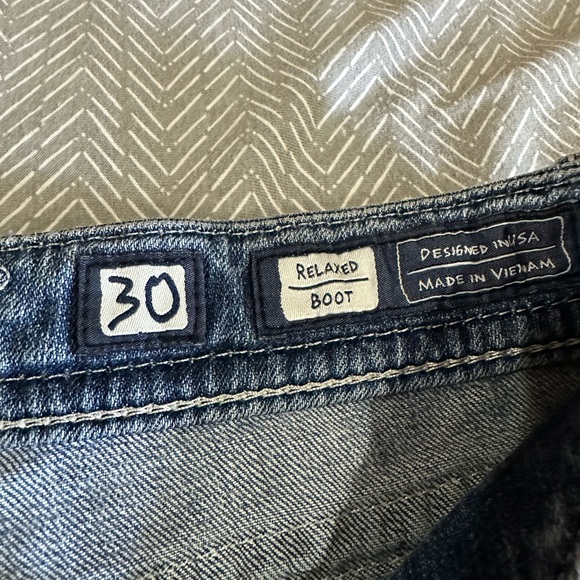 30
RELAXED
BOOT
DESIGNED IN USA
MADE IN VIETNAM